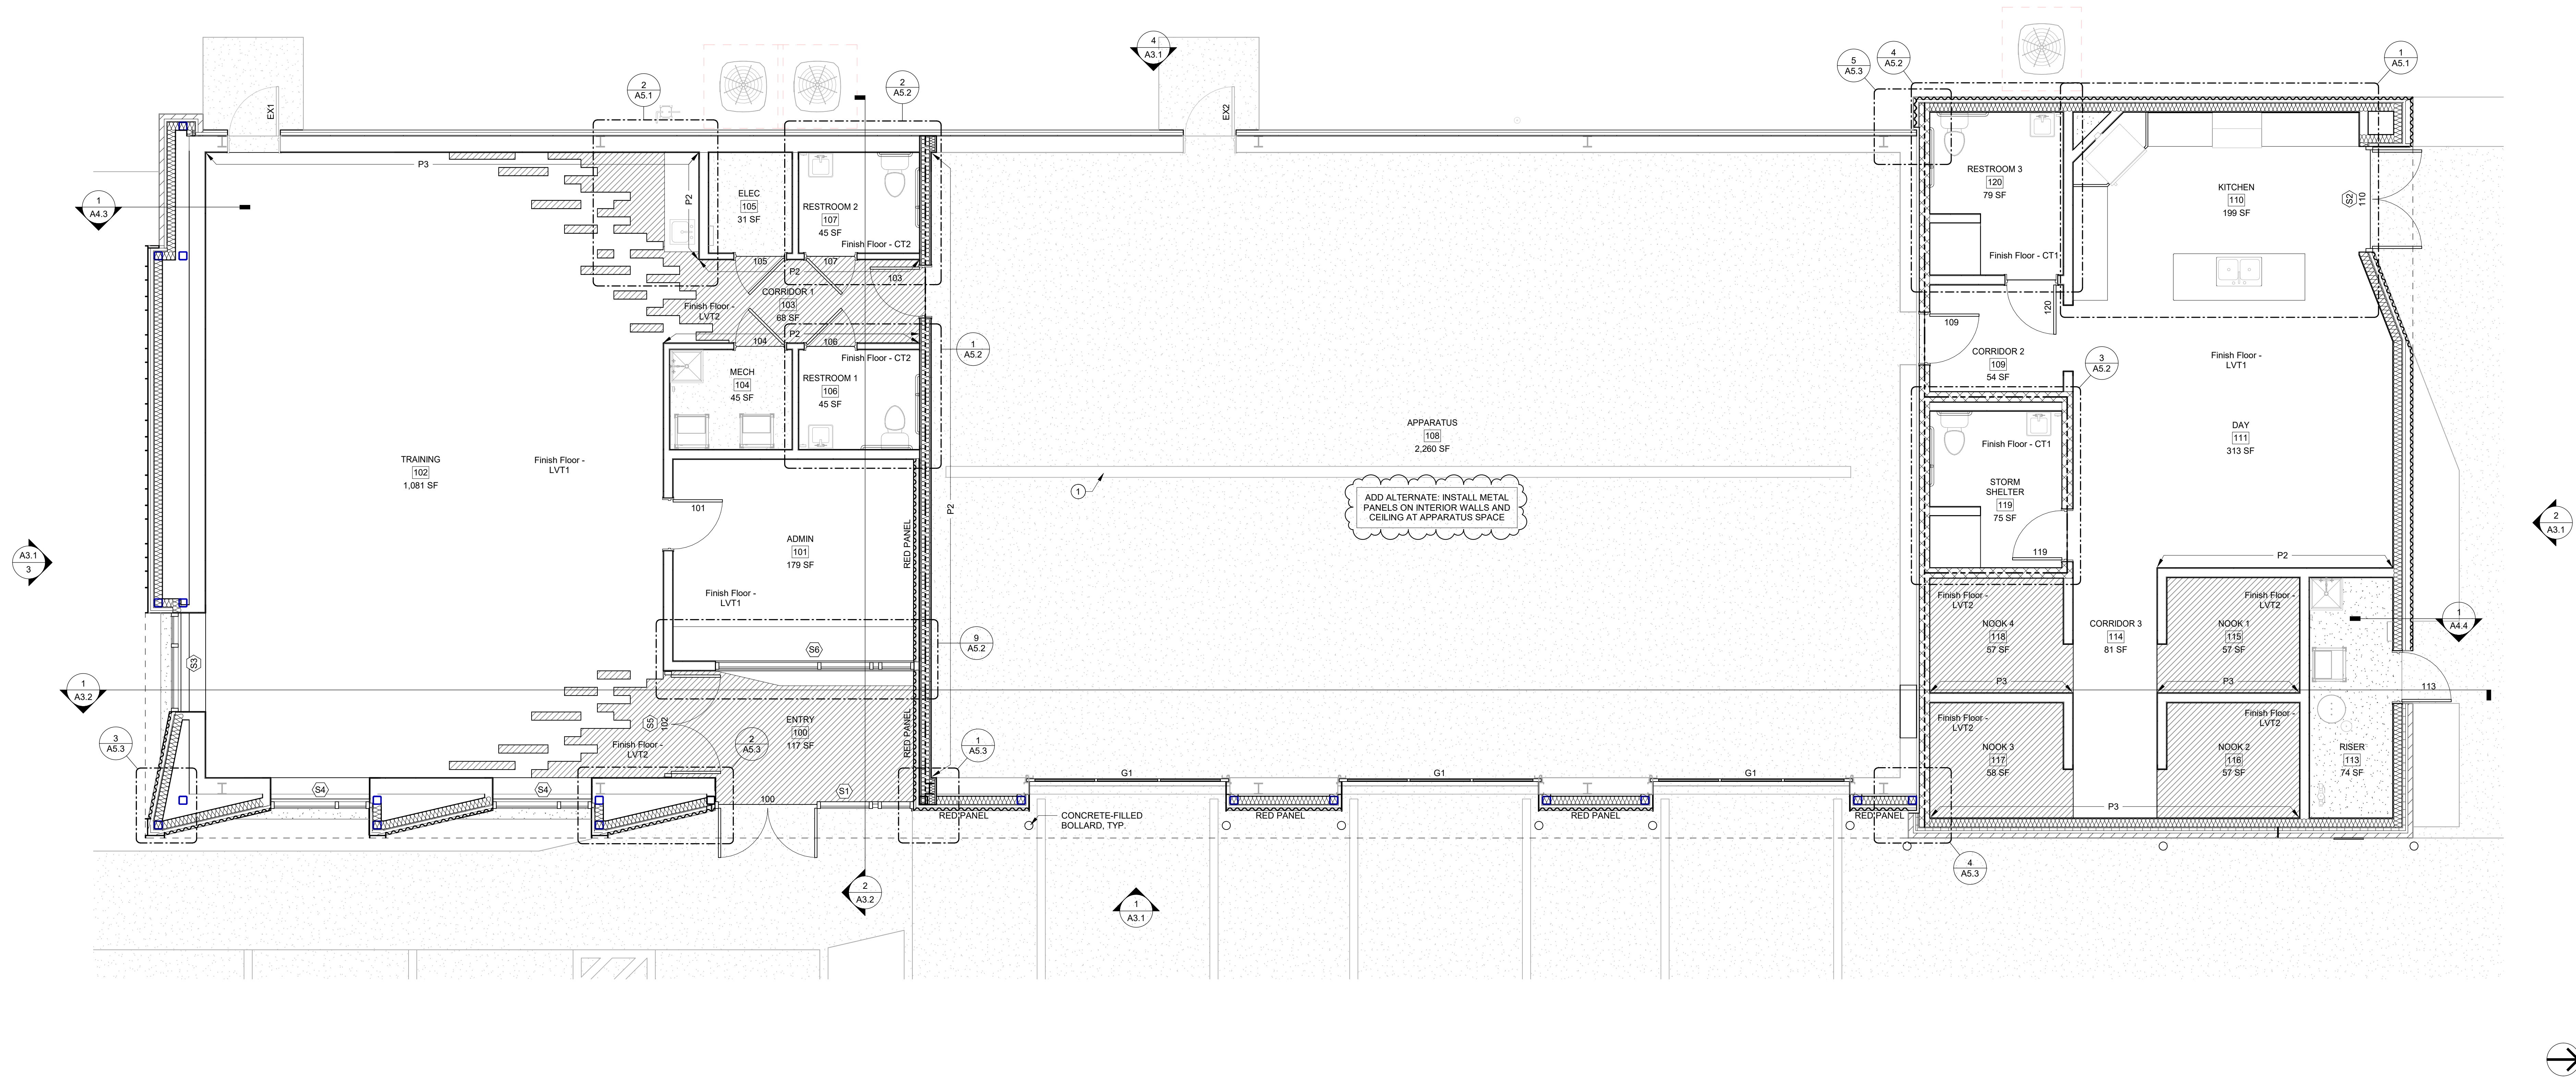 4
A3.1
5
A5.3
4
A5.2
1
A5.1
2
A5.1
2
A5.2
EX1
EX2
P3
P2
ELEC
105
31 SF
RESTROOM 2
107
45 SF
Finish Floor - CT2
RESTROOM 3
120
79 SF
Finish Floor - CT1
KITCHEN
110
199 SF
S2
110
1
A4.3
105
107
P2
103
CORRIDOR 1
103
68 SF
Finish Floor -
LVT2
P2
104
106
Finish Floor - CT2
1
A5.2
120
109
CORRIDOR 2
109
54 SF
3
A5.2
Finish Floor -
LVT1
MECH
104
45 SF
RESTROOM 1
106
45 SF
APPARATUS
108
2,260 SF
DAY
111
313 SF
Finish Floor - CT1
TRAINING
102
1,081 SF
Finish Floor -
LVT1
1
ADD ALTERNATE: INSTALL METAL
PANELS ON INTERIOR WALLS AND
CEILING AT APPARATUS SPACE
STORM
SHELTER
119
75 SF
119
101
P2
ADMIN
101
179 SF
RED PANEL
2
A3.1
A3.1
3
P2
Finish Floor -
LVT1
Finish Floor -
LVT2
Finish Floor -
LVT2
NOOK 4
118
57 SF
CORRIDOR 3
114
81 SF
NOOK 1
115
57 SF
1
A4.4
9
A5.2
S6
S3
1
A3.2
P3
P3
113
S5
102
ENTRY
100
117 SF
RED PANEL
Finish Floor -
LVT2
2
A5.3
3
A5.3
1
A5.3
Finish Floor -
LVT2
Finish Floor -
LVT2
NOOK 3
117
58 SF
NOOK 2
116
57 SF
RISER
113
74 SF
G1
G1
G1
S4
S4
100
S1
P3
RED PANEL
RED PANEL
RED PANEL
RED PANEL
CONCRETE-FILLED
BOLLARD, TYP.
4
A5.3
2
A3.2
1
A3.1